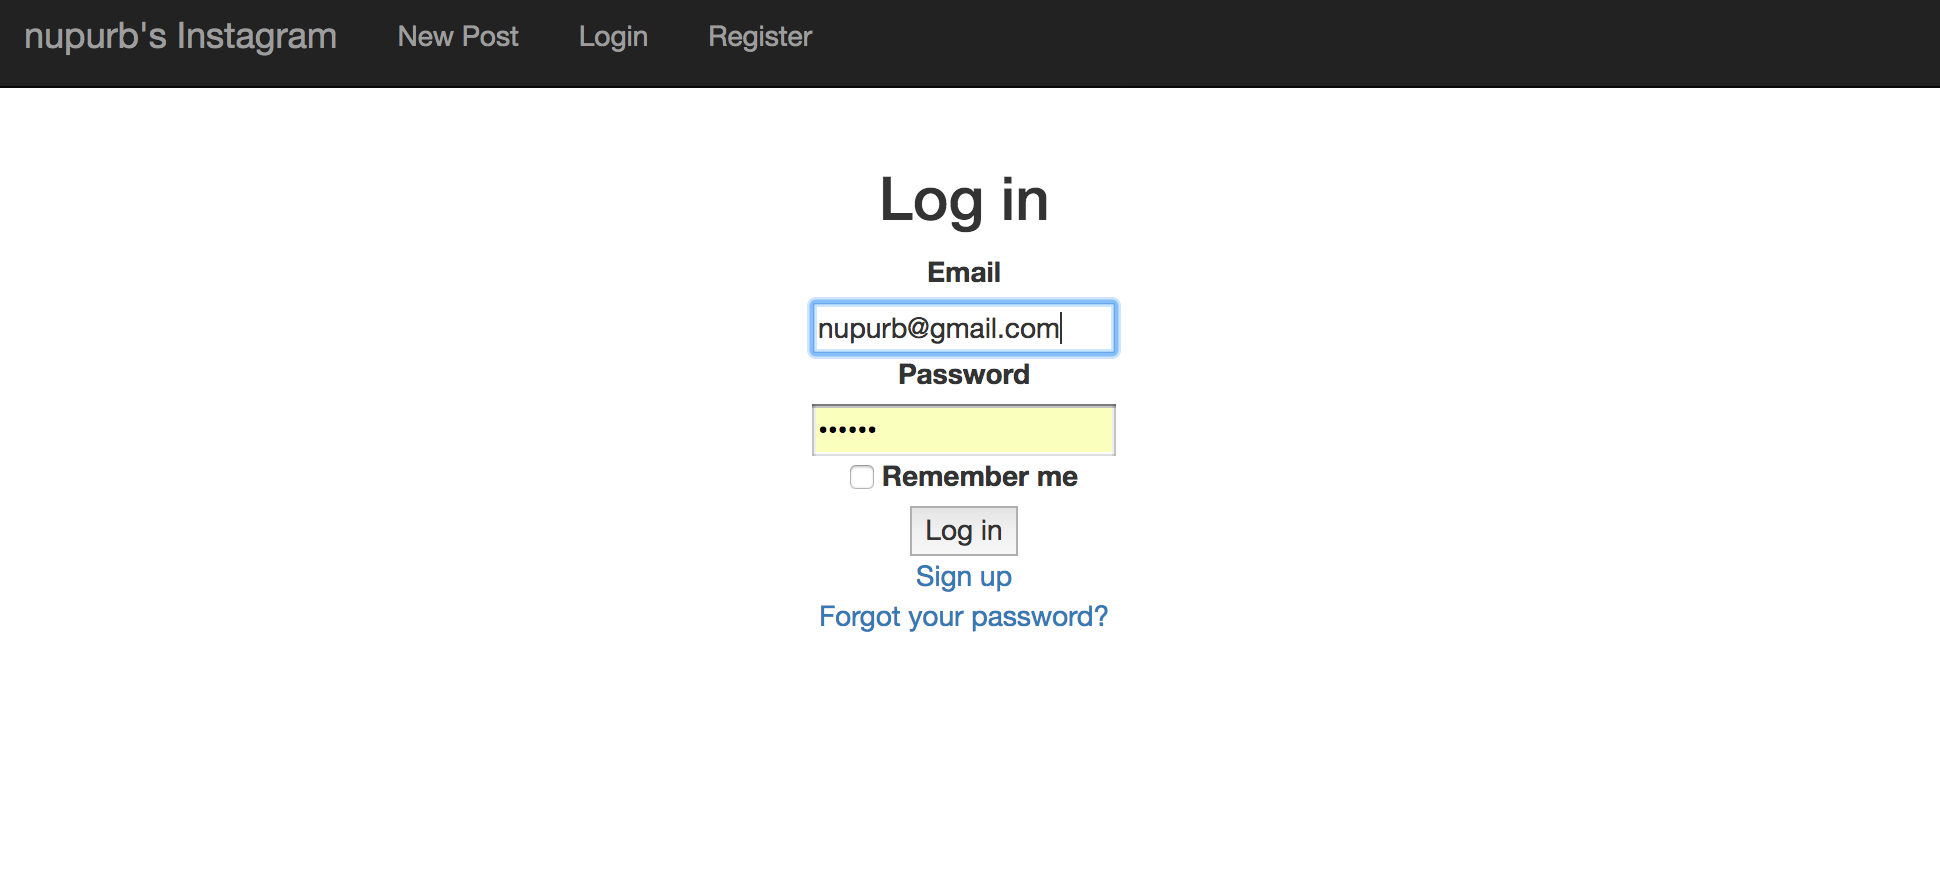 nupurb's Instagram New Post Login Register
Log in
Email
nupurb@gmail.com
Password
••••••
Remember me
Log in
Sign up
Forgot your password?